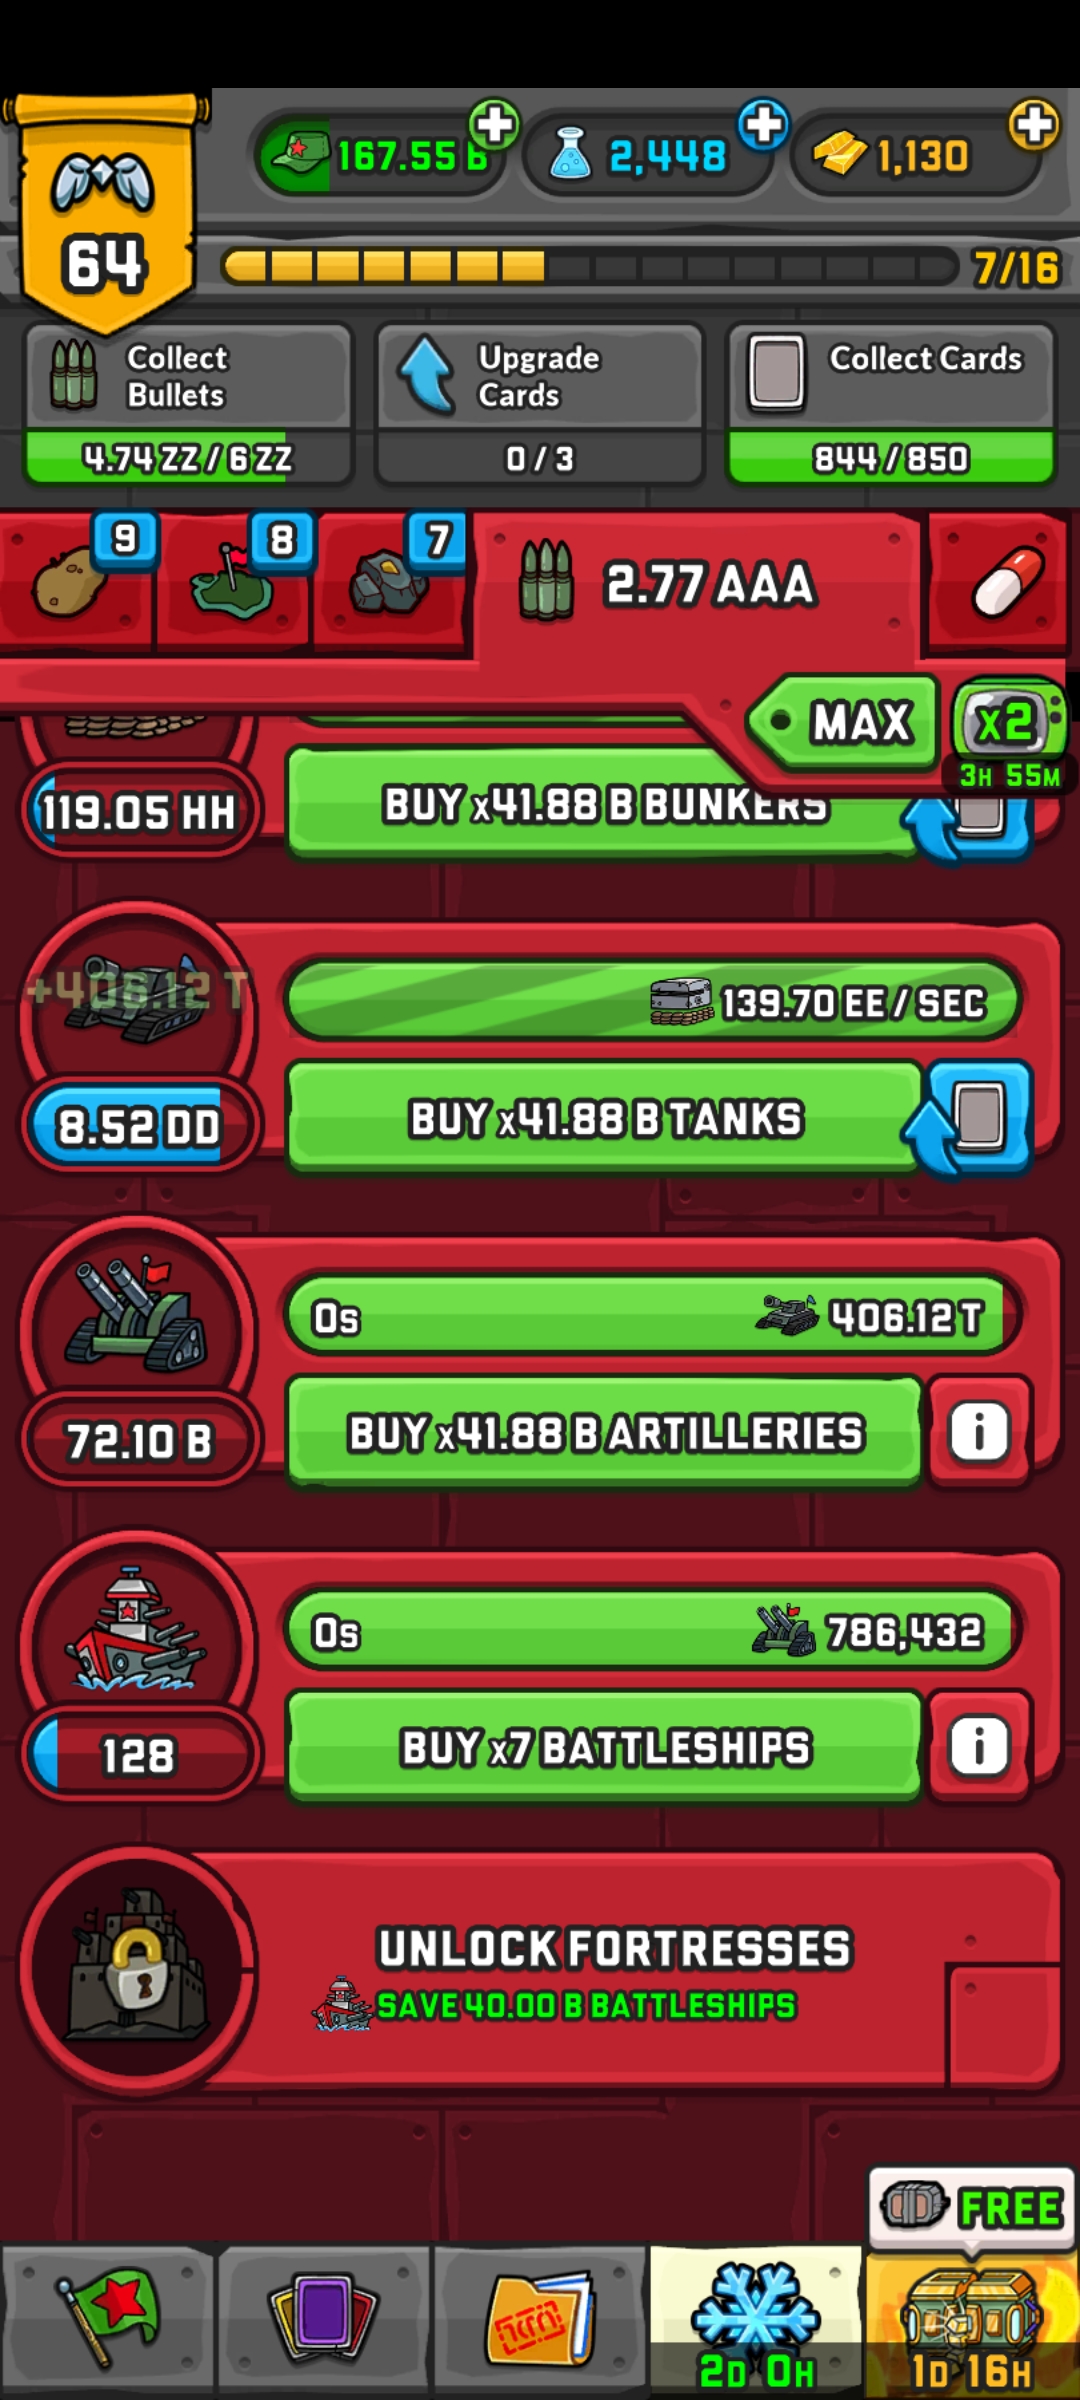 167.55 B
2,448
1,130
64
7/16
Collect Bullets
Upgrade Cards
Collect Cards
4.74 ZZ / 6 ZZ
0 / 3
844 / 850
9
8
7
2.77 AAA
MAX
x2
3H 55M
119.05 HH
BUY x41.88 B BUNKERS
+406.12 T
139.70 EE / SEC
8.52 DD
BUY x41.88 B TANKS
0s
406.12 T
72.10 B
BUY x41.88 B ARTILLERIES
i
0s
786,432
128
BUY x7 BATTLESHIPS
i
UNLOCK FORTRESSES
SAVE 40.00 B BATTLESHIPS
FREE
2D 0H
1D 16H